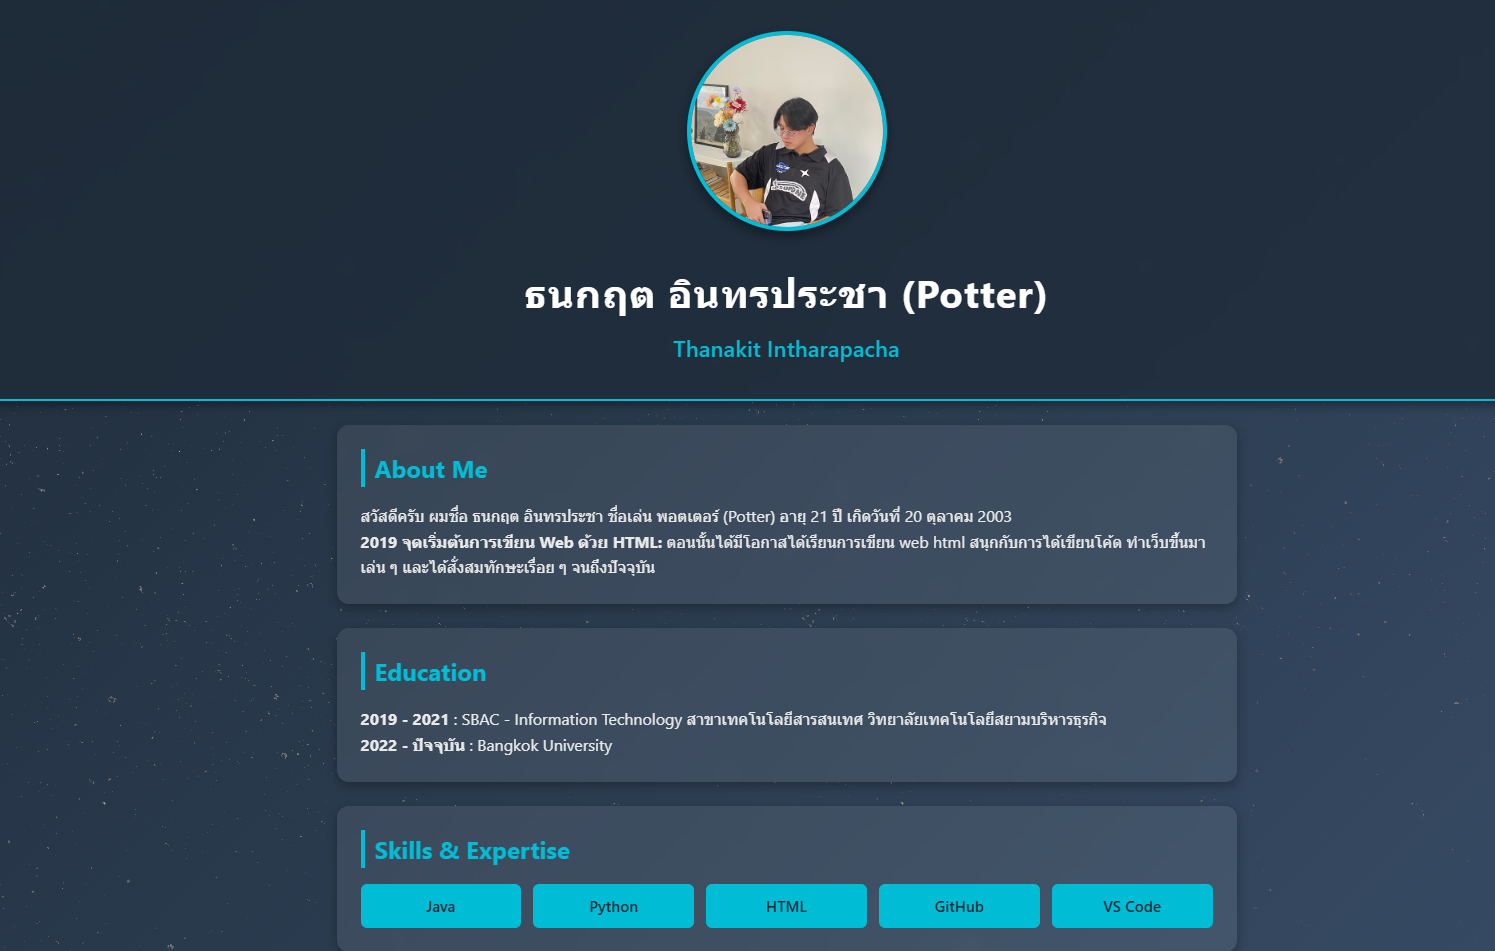 ธนกฤต อินทรประชา (Potter)
Thanakit Intharapacha
About Me
สวัสดีครับ ผมชื่อ ธนกฤต อินทรประชา ชื่อเล่น พอตเตอร์ (Potter) อายุ 21 ปี เกิดวันที่ 20 ตุลาคม 2003
2019 จุดเริ่มต้นการเขียน Web ด้วย HTML: ตอนนั้นได้มีโอกาสได้เรียนการเขียน web html สนุกกับการได้เขียนโค้ด ทำเว็บขึ้นมา
เล่น ๆ และได้สั่งสมทักษะเรื่อย ๆ จนถึงปัจจุบัน
Education
2019 - 2021 : SBAC - Information Technology สาขาเทคโนโลยีสารสนเทศ วิทยาลัยเทคโนโลยีสยามบริหารธุรกิจ
2022 - ปัจจุบัน : Bangkok University
Skills & Expertise
Java Python HTML GitHub VS Code